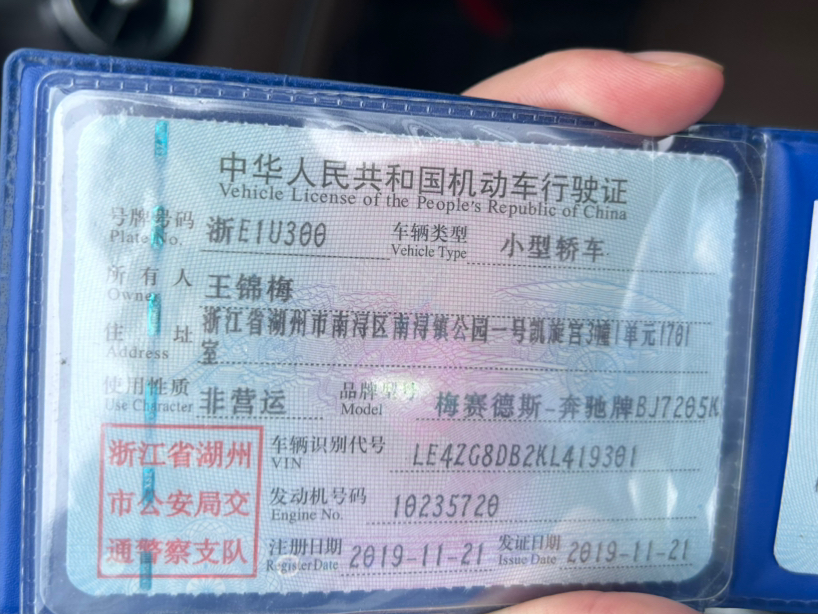 中华人民共和国机动车行驶证
Vehicle License of the People's Republic of China
号牌号码 浙E1U300 车辆类型 小型轿车
Plate No. Vehicle Type
所有人 王锦梅
Owner
住址 浙江省湖州市南浔区南浔镇公园一号凯旋宫3幢1单元1701
Address 室
使用性质 非营运 品牌型号 梅赛德斯-奔驰牌BJ7205K
Use Character Model
浙江省湖州 车辆识别代号 LE4ZG8DB2KL419301
VIN
市公安局交 发动机号码 10235720
Engine No.
通警察支队 注册日期 2019-11-21 发证日期 2019-11-21
Register Date Issue Date